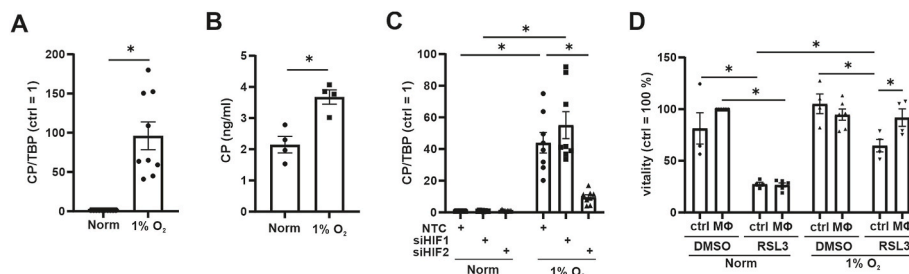 A
CP/TBP (ctrl = 1)
200
150
100
50
0
*
Norm 1% O₂
B
CP (ng/ml)
6
4
2
0
*
Norm 1% O₂
C
CP/TBP (ctrl = 1)
100
80
60
40
20
0
*
* *
NTC + +
siHIF1 + +
siHIF2 + +
Norm 1% O₂
D
vitality (ctrl = 100 %)
150
100
50
0
*
* * *
*
ctrl MΦ ctrl MΦ ctrl MΦ ctrl MΦ
DMSO RSL3 DMSO RSL3
Norm 1% O₂